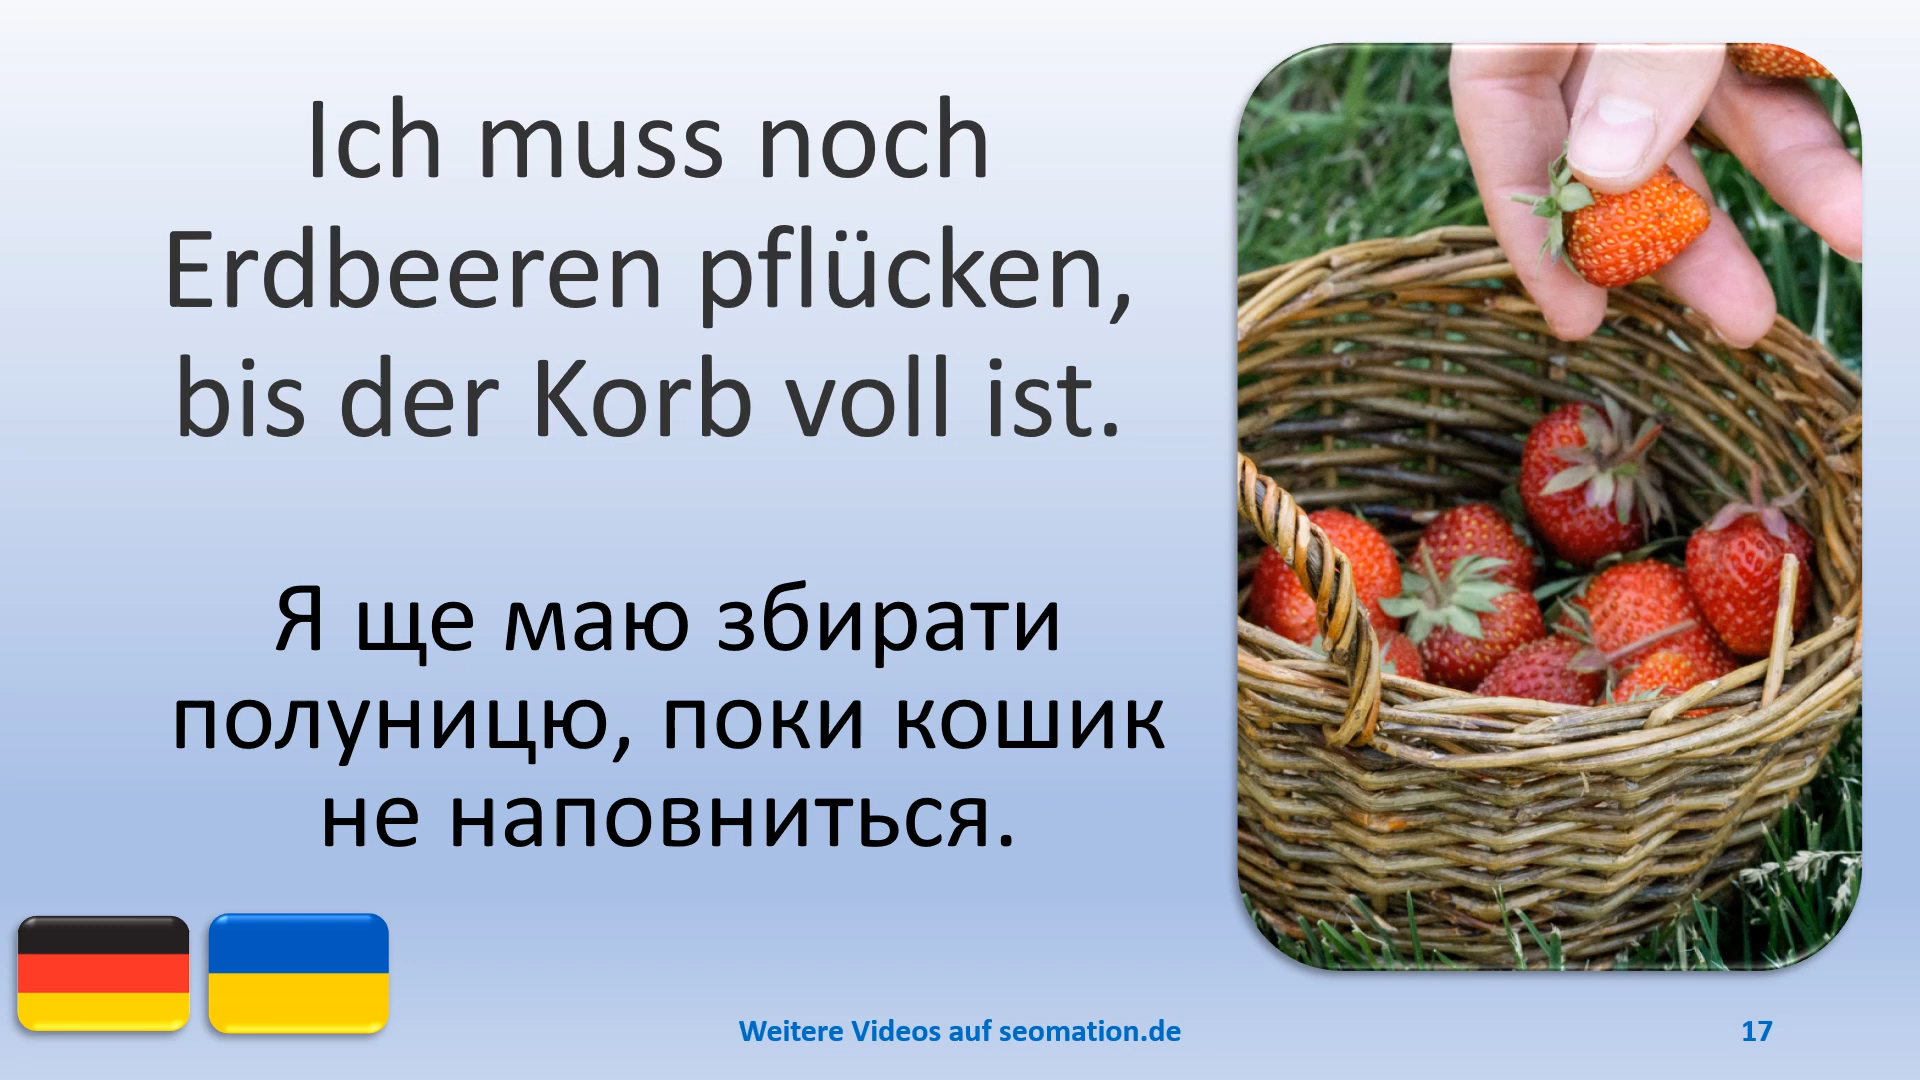 Ich muss noch
Erdbeeren pflücken,
bis der Korb voll ist.
Я ще маю збирати
полуницю, поки кошик
не наповниться.
Weitere Videos auf seomation.de
17